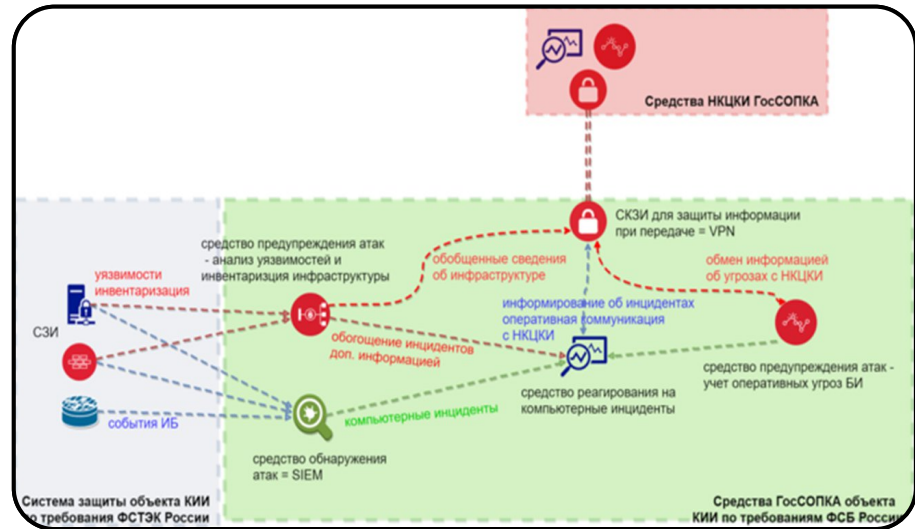 Средства НКЦКИ ГосСОПКА
СКЗИ для защиты информации
при передаче = VPN
средство предупреждения атак
- анализ уязвимостей и
инвентаризация инфраструктуры
обобщенные сведения
об инфраструктуре
обмен информацией
об угрозах с НКЦКИ
уязвимости
инвентаризация
информирование об инцидентах
оперативная коммуникация
с НКЦКИ
СЗИ
обогощение инцидентов
доп. информацией
средство предупреждения атак -
учет оперативных угроз БИ
средство реагирования на
компьютерные инциденты
компьютерные инциденты
события ИБ
средство обнаружения
атак = SIEM
Система защиты объекта КИИ
по требования ФСТЭК России
Средства ГосСОПКА объекта
КИИ по требованиям ФСБ России